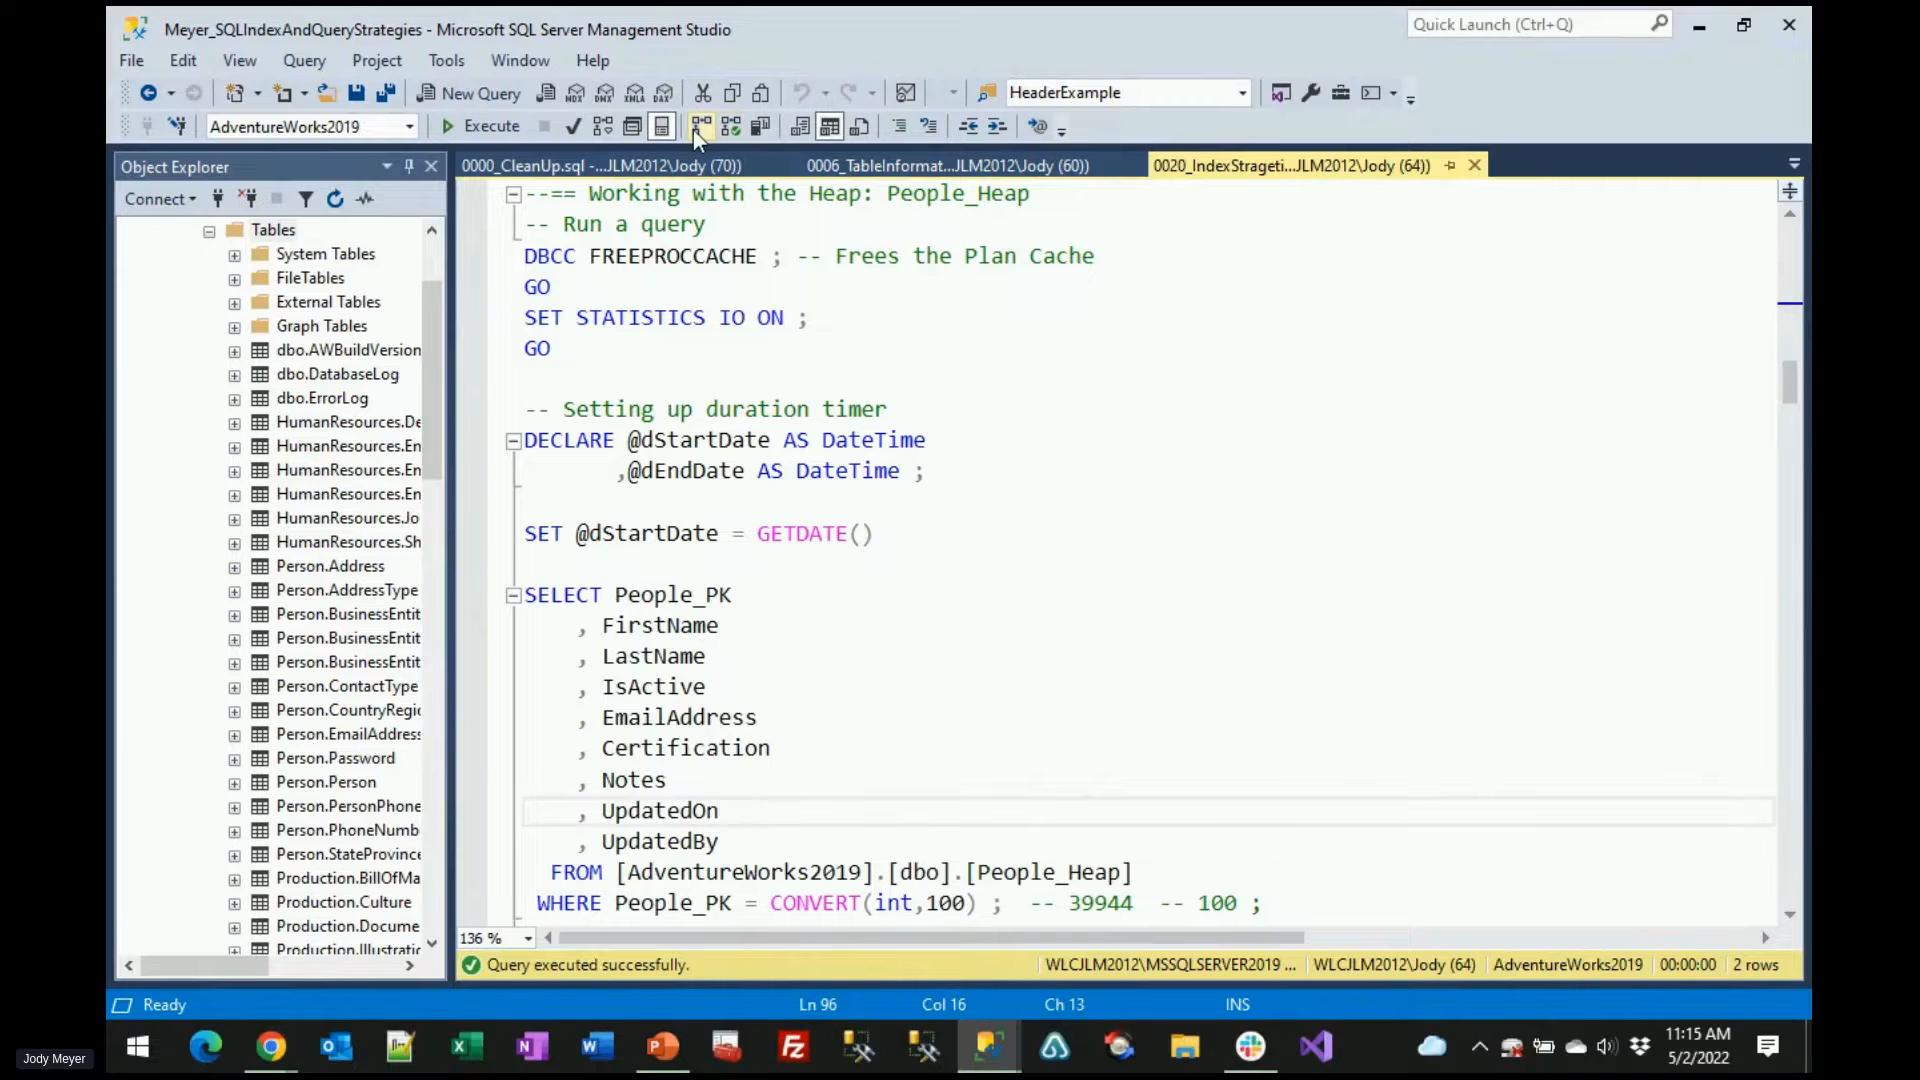 Meyer_SQLIndexAndQueryStrategies - Microsoft SQL Server Management Studio
Quick Launch (Ctrl+Q)
File Edit View Query Project Tools Window Help
New Query
MDX DMX XMLA DAX
HeaderExample
AdventureWorks2019
Execute
Object Explorer
0000_CleanUp.sql -...JLM2012\Jody (70))
0006_TableInformat...JLM2012\Jody (60))
0020_IndexStrageti...JLM2012\Jody (64))
Connect
Tables
System Tables
FileTables
External Tables
Graph Tables
dbo.AWBuildVersion
dbo.DatabaseLog
dbo.ErrorLog
HumanResources.De
HumanResources.En
HumanResources.En
HumanResources.En
HumanResources.Jo
HumanResources.Sh
Person.Address
Person.AddressType
Person.BusinessEntit
Person.BusinessEntit
Person.BusinessEntit
Person.ContactType
Person.CountryRegic
Person.EmailAddress
Person.Password
Person.Person
Person.PersonPhone
Person.PhoneNumb
Person.StateProvince
Production.BillOfMa
Production.Culture
Production.Docume
Production.Illustratic
--== Working with the Heap: People_Heap
-- Run a query
DBCC FREEPROCCACHE ; -- Frees the Plan Cache
GO
SET STATISTICS IO ON ;
GO
-- Setting up duration timer
DECLARE @dStartDate AS DateTime
,@dEndDate AS DateTime ;
SET @dStartDate = GETDATE()
SELECT People_PK
, FirstName
, LastName
, IsActive
, EmailAddress
, Certification
, Notes
, UpdatedOn
, UpdatedBy
FROM [AdventureWorks2019].[dbo].[People_Heap]
WHERE People_PK = CONVERT(int,100) ; -- 39944 -- 100 ;
136 %
Query executed successfully.
WLCJLM2012\MSSQLSERVER2019 ...
WLCJLM2012\Jody (64)
AdventureWorks2019
00:00:00
2 rows
Ready
Ln 96
Col 16
Ch 13
INS
Jody Meyer
11:15 AM
5/2/2022